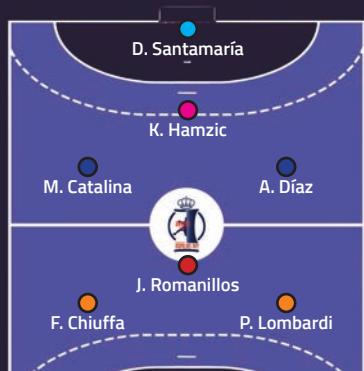 D. Santamaría
K. Hamzic
M. Catalina
A. Díaz
J. Romanillos
F. Chiuffa
P. Lombardi